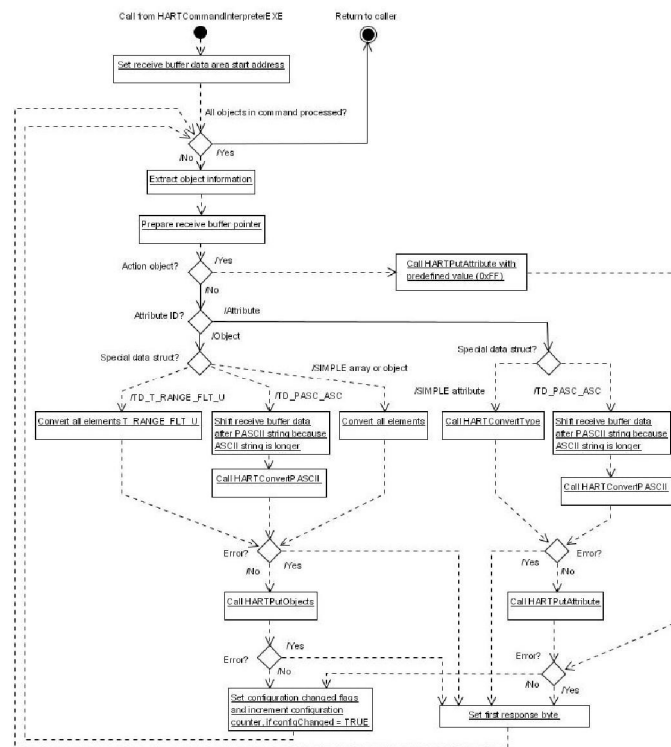 Call from HARTCommandInterpreterEXE
Return to caller
Set receive buffer data area start address
All objects in command processed?
/No
/Yes
Extract object information
Prepare receive buffer pointer
/Yes
Action object?
Call HARTPutAttribute with
predefined value (0xFF)
/No
Attribute ID?
/Attribute
/Object
Special data struct?
Special data struct?
/SIMPLE array or object
/TD_T_RANGE_FLT_U
/TD_PASC_ASC
/SIMPLE attribute
/TD_PASC_ASC
Convert all elements T_RANGE_FLT_U
Shift receive buffer data
after PASCII string because
ASCII string is longer
Convert all elements
Call HARTConvertType
Shift receive buffer data
after PASCII string because
ASCII string is longer
Call HARTConvertPASCII
Call HARTConvertPASCII
Error?
/Yes
/No
Error?
/Yes
/No
Call HARTPutObjects
Call HARTPutAttribute
/Yes
Error?
/No
Error?
/No
/Yes
Set configuration changed flags
and increment configuration
counter, if configChanged = TRUE
Set first response byte